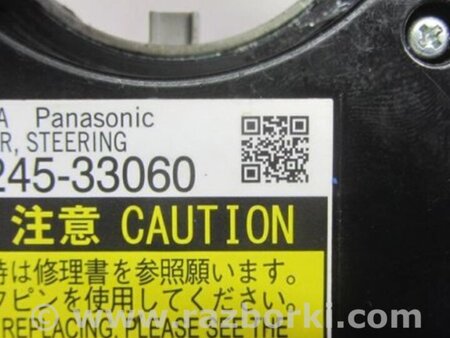 A Panasonic
R, STEERING
245-33060
注意 CAUTION
時は修理書を参照願います。
クピンを使用してください。
REPLACING, PLEASE SEE THE
www.razborki.com